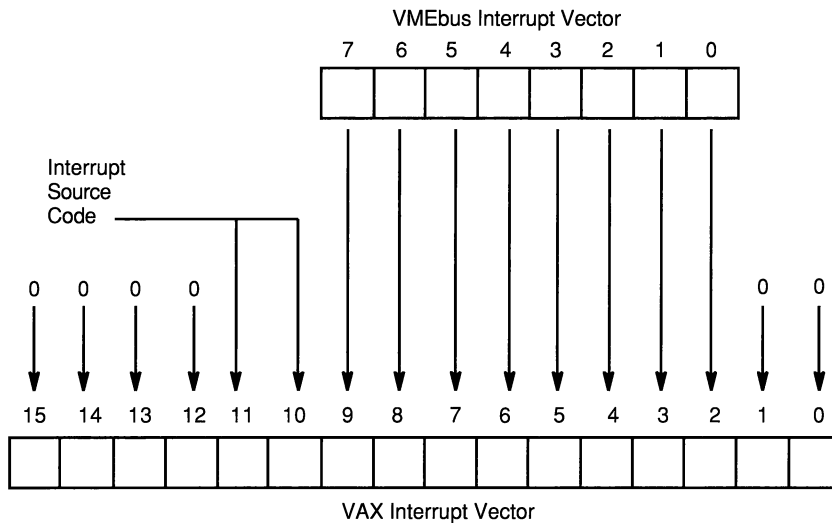 VMEbus Interrupt Vector
7 6 5 4 3 2 1 0
Interrupt
Source
Code
0 0 0 0 0 0
15 14 13 12 11 10 9 8 7 6 5 4 3 2 1 0
VAX Interrupt Vector